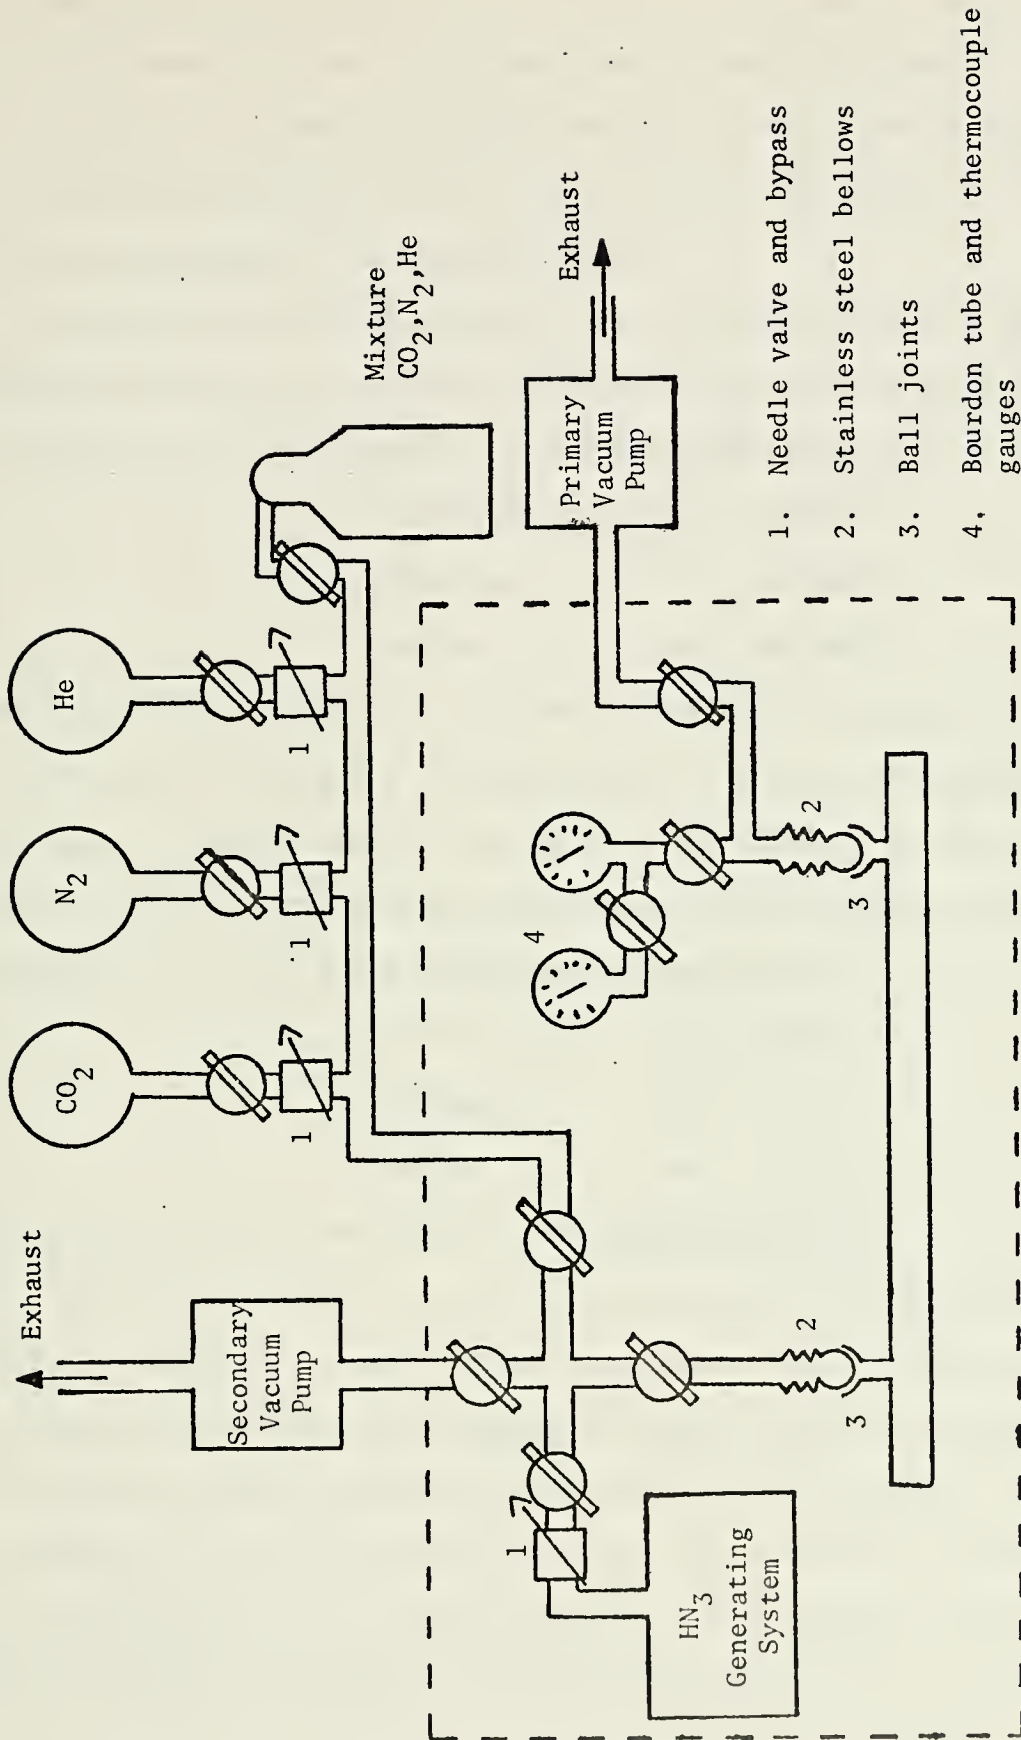 Exhaust
Secondary
Vacuum
Pump
CO2
N2
He
1
1
1
Mixture
CO2,N2,He
HN3
Generating
System
1
4
2
3
2
3
Primary
Vacuum
Pump
Exhaust
1. Needle valve and bypass
2. Stainless steel bellows
3. Ball joints
4. Bourdon tube and thermocouple
gauges